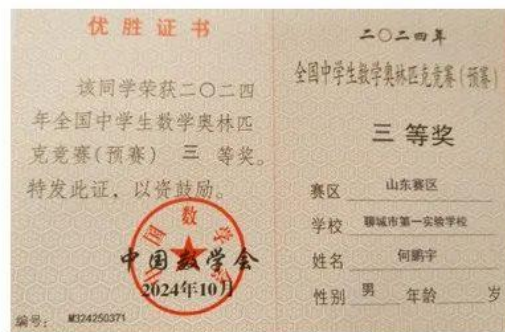 优胜证书
该同学荣获二〇二四
年全国中学生数学奥林匹
克竞赛(预赛) 三 等奖。
特发此证，以资鼓励。
中国数学会
中国数学会
2024年10月
编号： M324250371
二〇二四年
全国中学生数学奥林匹克竞赛(预赛)
三等奖
赛区 山东赛区
学校 聊城市第一实验学校
姓名 何鹏宇
性别 男 年龄 岁